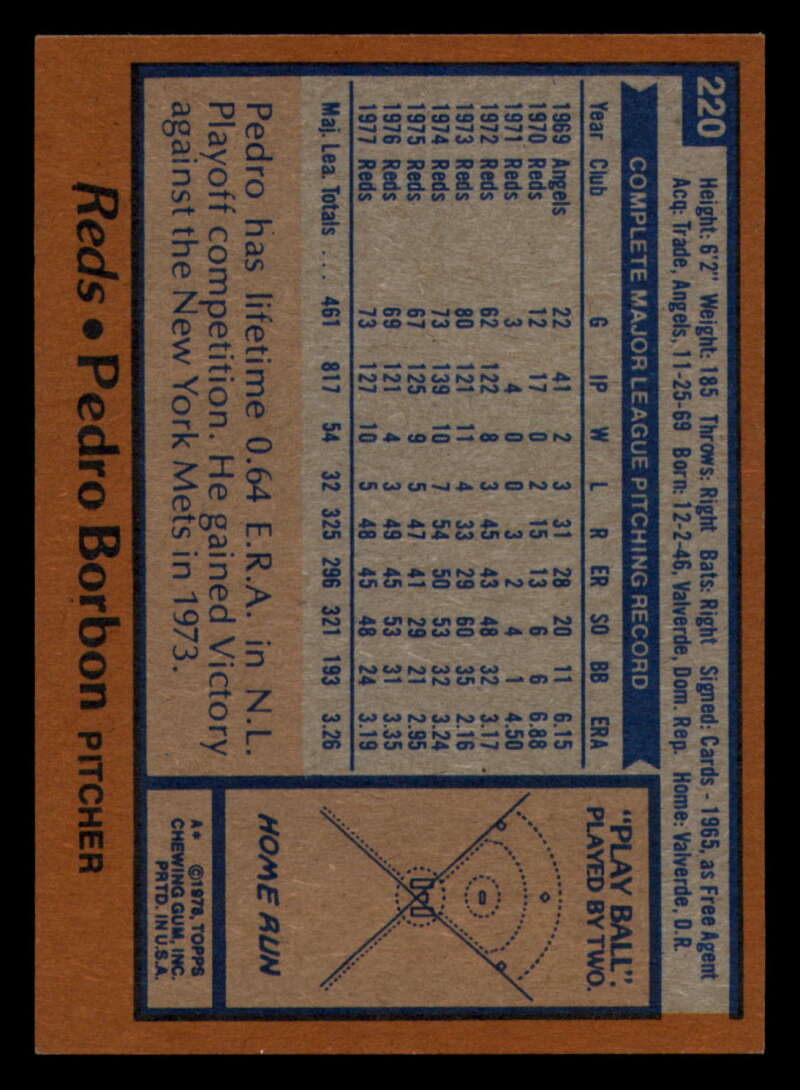 220
Height: 6'2" Weight: 185 Throws: Right Bats: Right Signed: Cards - 1965, as Free Agent
Acq: Trade, Angels, 11-25-69 Born: 12-2-46, Valverde, Dom. Rep. Home: Valverde, D.R.
COMPLETE MAJOR LEAGUE PITCHING RECORD
Year Club G IP W L R ER SO BB ERA
1969 Angels 22 41 2 3 31 28 20 11 6.15
1970 Reds 12 17 0 2 15 13 6 6 6.88
1971 Reds 3 4 0 0 3 2 4 1 4.50
1972 Reds 62 122 8 3 45 43 48 32 3.17
1973 Reds 80 121 11 4 33 29 60 35 2.16
1974 Reds 73 139 10 7 54 50 53 32 3.24
1975 Reds 67 125 9 5 47 41 29 21 2.95
1976 Reds 69 121 4 3 49 45 53 31 3.35
1977 Reds 73 127 10 5 48 45 48 24 3.19
Maj. Lea. Totals ... 461 817 54 32 325 296 321 193 3.26
Pedro has lifetime 0.64 E.R.A. in N.L.
Playoff competition. He gained Victory
against the New York Mets in 1973.
"PLAY BALL".
PLAYED BY TWO.
HOME RUN
A* ©1978, TOPPS
CHEWING GUM, INC.
PRTD. IN U.S.A.
Reds • Pedro Borbon PITCHER